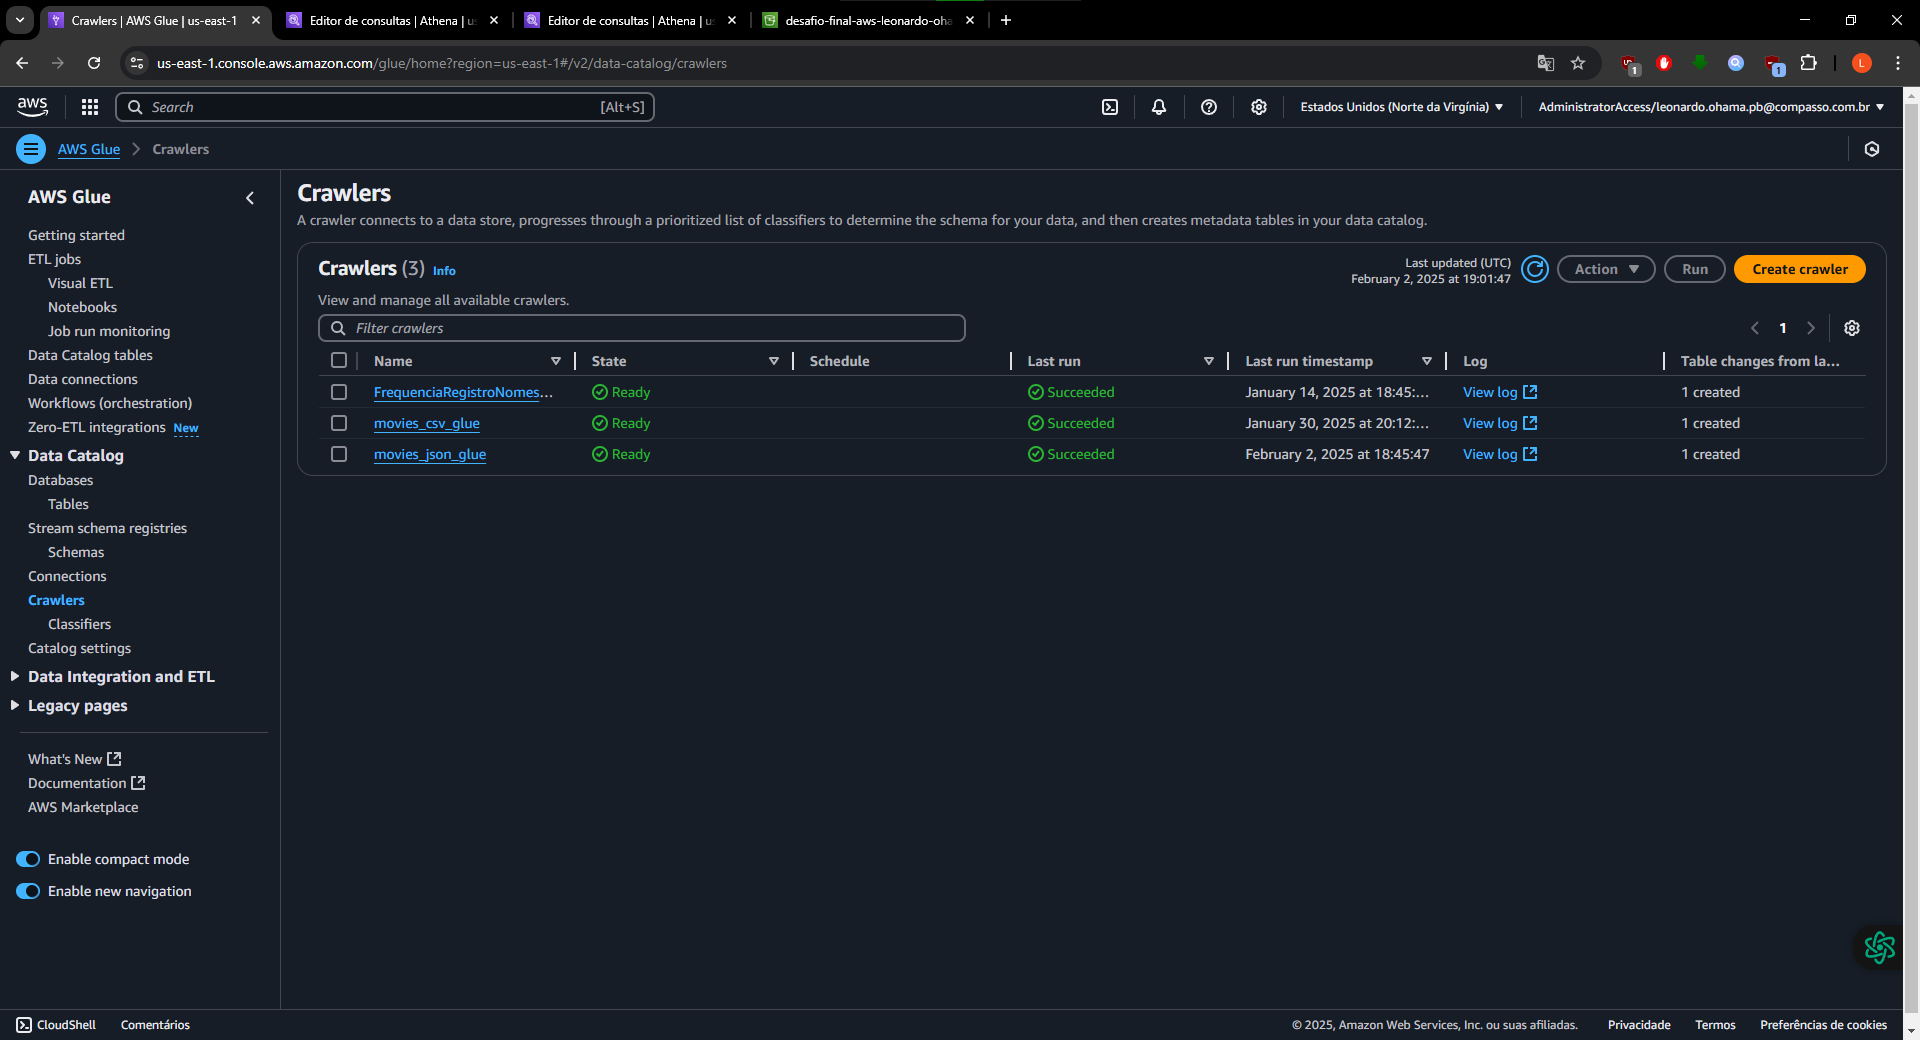 Crawlers | AWS Glue | us-east-1
Editor de consultas | Athena | us
Editor de consultas | Athena | us
desafio-final-aws-leonardo-oha
us-east-1.console.aws.amazon.com/glue/home?region=us-east-1#/v2/data-catalog/crawlers
1
1
L
aws
Search
[Alt+S]
Estados Unidos (Norte da Virgínia)
AdministratorAccess/leonardo.ohama.pb@compasso.com.br
AWS Glue
Crawlers
AWS Glue
Getting started
ETL jobs
Visual ETL
Notebooks
Job run monitoring
Data Catalog tables
Data connections
Workflows (orchestration)
Zero-ETL integrations New
Data Catalog
Databases
Tables
Stream schema registries
Schemas
Connections
Crawlers
Classifiers
Catalog settings
Data Integration and ETL
Legacy pages
What's New
Documentation
AWS Marketplace
Enable compact mode
Enable new navigation
Crawlers
A crawler connects to a data store, progresses through a prioritized list of classifiers to determine the schema for your data, and then creates metadata tables in your data catalog.
Crawlers (3) Info
View and manage all available crawlers.
Last updated (UTC)
February 2, 2025 at 19:01:47
Action
Run
Create crawler
Filter crawlers
1
Name State Schedule Last run Last run timestamp Log Table changes from la...
FrequenciaRegistroNomes... Ready Succeeded January 14, 2025 at 18:45:... View log 1 created
movies_csv_glue Ready Succeeded January 30, 2025 at 20:12:... View log 1 created
movies_json_glue Ready Succeeded February 2, 2025 at 18:45:47 View log 1 created
CloudShell
Comentários
© 2025, Amazon Web Services, Inc. ou suas afiliadas.
Privacidade
Termos
Preferências de cookies